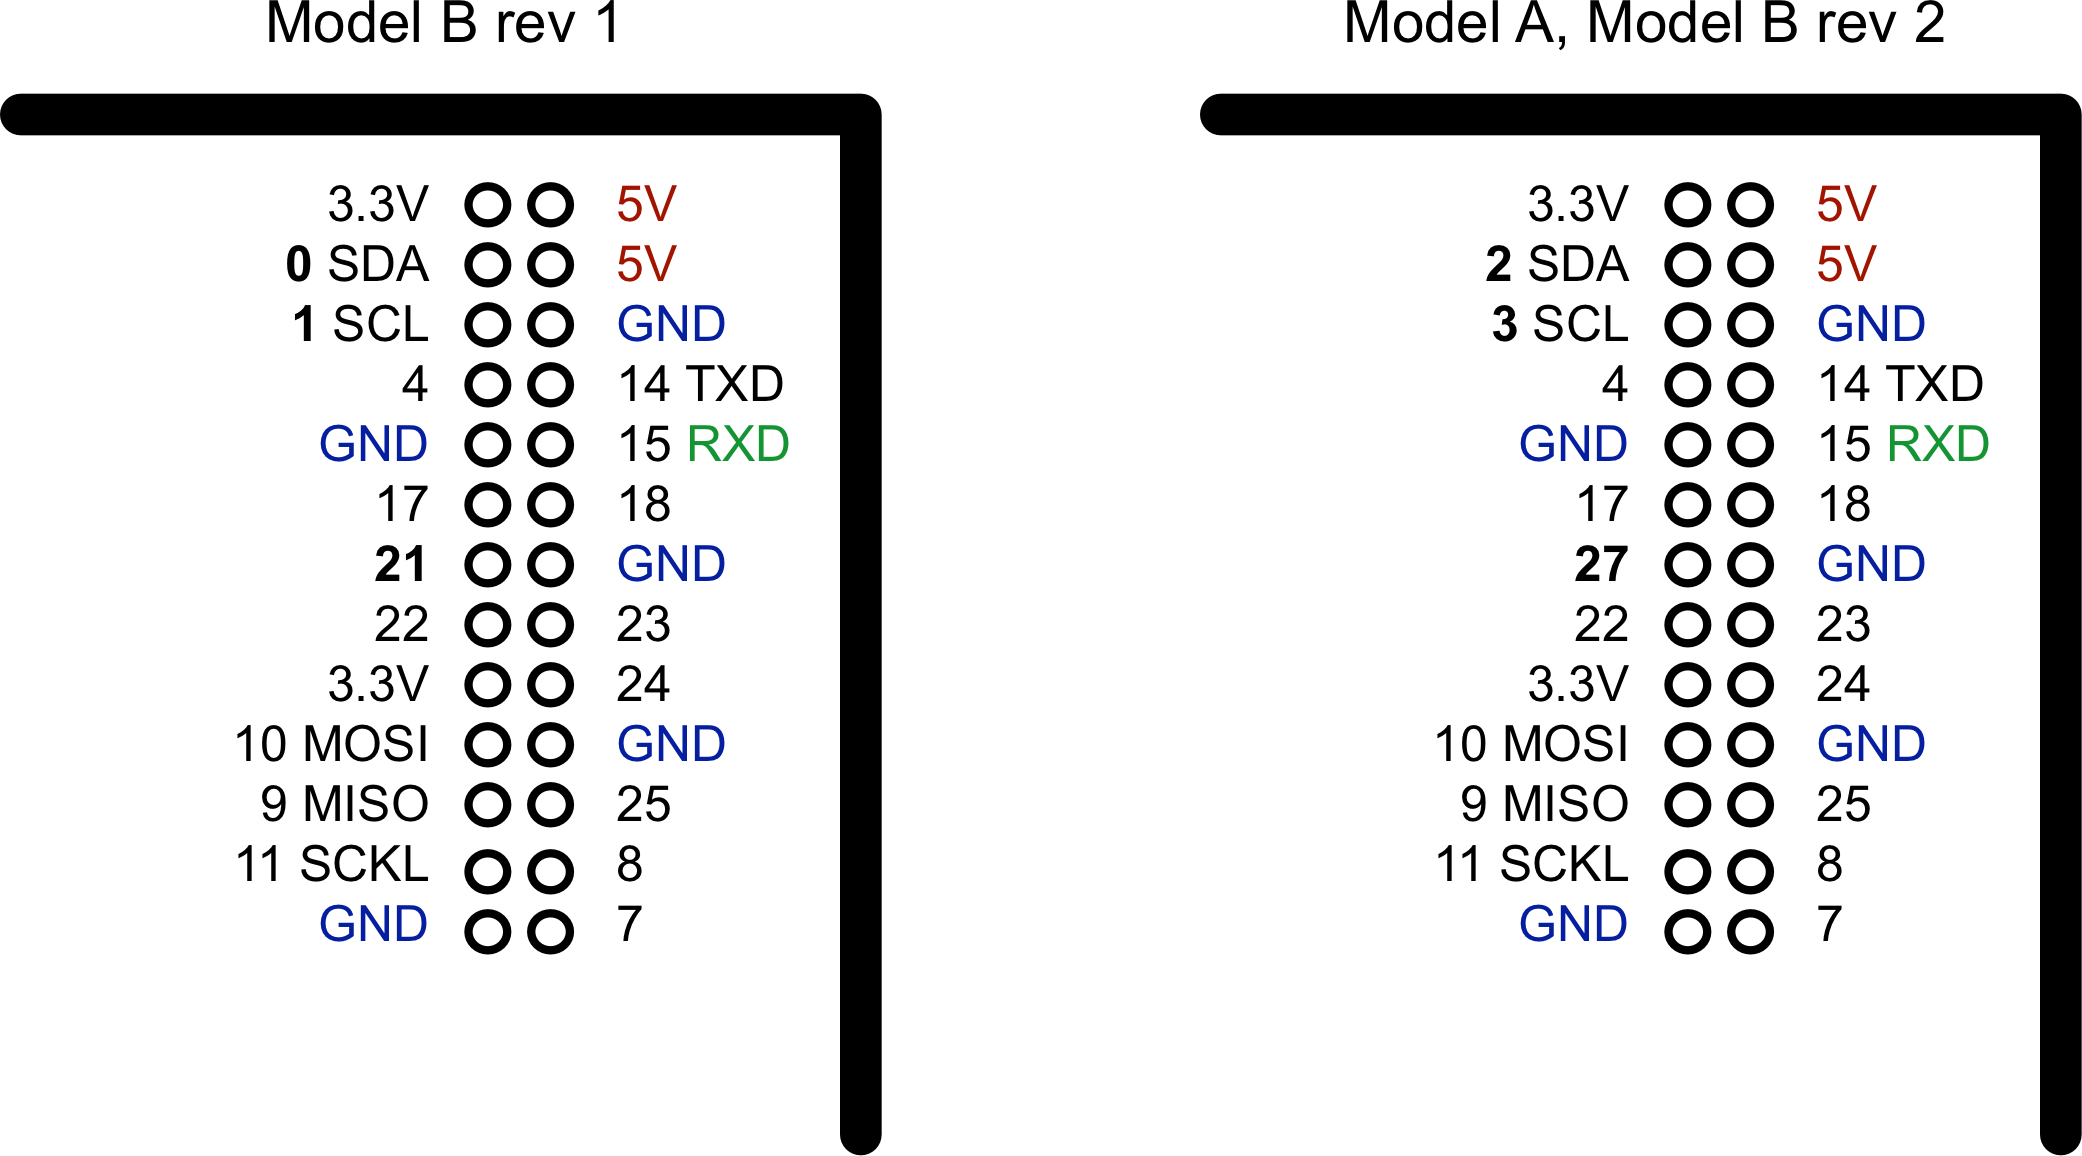 Model B rev 1
3.3V 5V
0 SDA 5V
1 SCL GND
4 14 TXD
GND 15 RXD
17 18
21 GND
22 23
3.3V 24
10 MOSI GND
9 MISO 25
11 SCKL 8
GND 7
Model A, Model B rev 2
3.3V 5V
2 SDA 5V
3 SCL GND
4 14 TXD
GND 15 RXD
17 18
27 GND
22 23
3.3V 24
10 MOSI GND
9 MISO 25
11 SCKL 8
GND 7